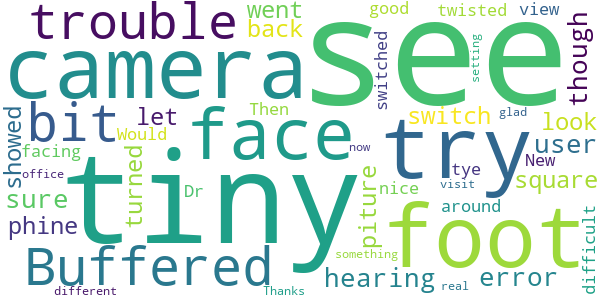 trouble went good twisted view
back see
camera switched setting though
showed bit let face Then Would switch glad look
try user
facing turned now New
office tiny Dr tye square
sure nice visit
phine piture foot around difficult
Buffered something
hearing real error
different Thanks